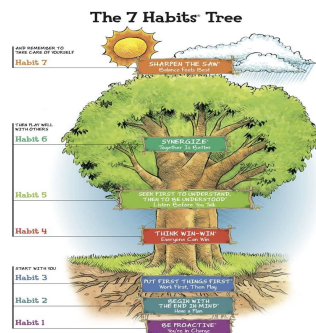 The 7 Habits® Tree
AND REMEMBER TO
TAKE CARE OF YOURSELF
Habit 7
SHARPEN THE SAW®
Balance Feels Best
THEN PLAY WELL
WITH OTHERS
Habit 6
SYNERGIZE®
Together Is Better
Habit 5
SEEK FIRST TO UNDERSTAND,
THEN TO BE UNDERSTOOD®
Listen Before You Talk
Habit 4
THINK WIN-WIN®
Everyone Can Win
START WITH YOU
Habit 3
PUT FIRST THINGS FIRST®
Work First, Then Play
Habit 2
BEGIN WITH
THE END IN MIND®
Have a Plan
Habit 1
BE PROACTIVE®
You're in Charge